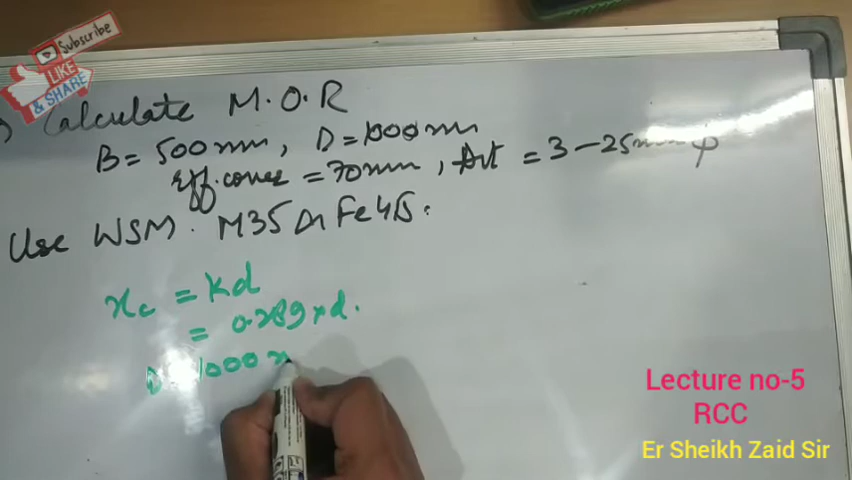 Subscribe
LIKE
& SHARE
Calculate M.O.R
B = 500mm, D = 1000mm
Eff. cover = 70mm, Ast = 3 - 25mm φ
Use WSM. M35 & Fe415.
xc = Kd
= 0.289 x d.
D = 1000
Lecture no-5
RCC
Er Sheikh Zaid Sir